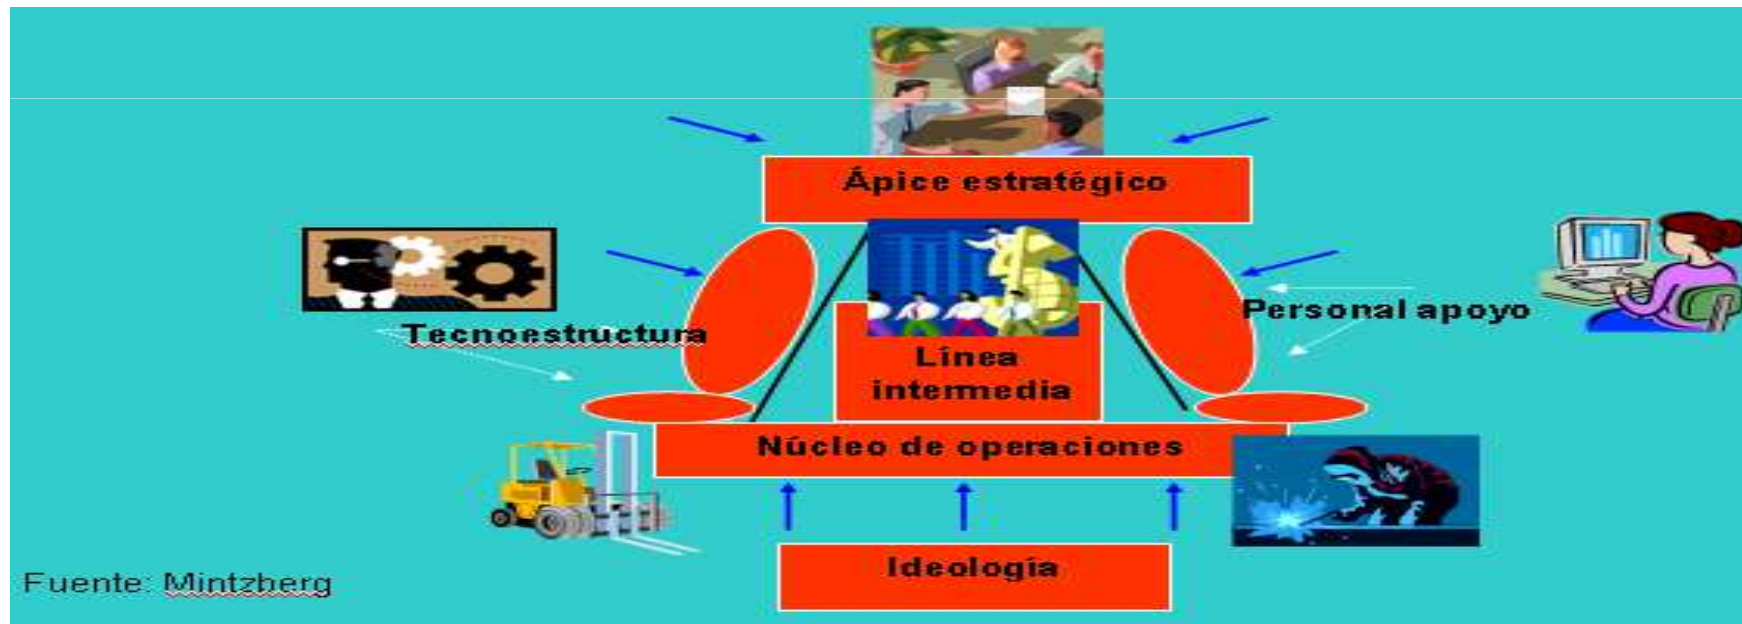 Ápice estratégico
Tecnoestructura
Personal apoyo
Línea
intermedia
Núcleo de operaciones
Ideología
Fuente: Mintzberg